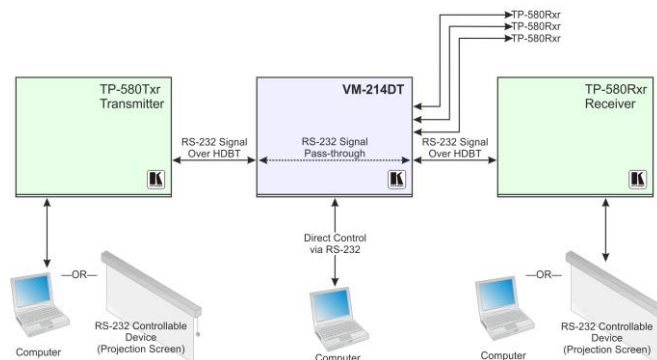 TP-580Rxr
TP-580Rxr
TP-580Rxr
TP-580Txr
Transmitter
VM-214DT
TP-580Rxr
Receiver
RS-232 Signal
Over HDBT
RS-232 Signal
Pass-through
RS-232 Signal
Over HDBT
Direct Control
via RS-232
—OR—
—OR—
Computer
RS-232 Controllable
Device
(Projection Screen)
Computer
Computer
RS-232 Controllable
Device
(Projection Screen)